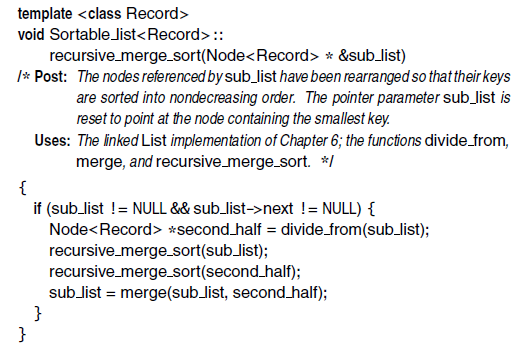 template <class Record>
void Sortable_list<Record> ::
recursive_merge_sort(Node<Record> * &sub_list)
/* Post: The nodes referenced by sub_list have been rearranged so that their keys
are sorted into nondecreasing order. The pointer parameter sub_list is
reset to point at the node containing the smallest key.
Uses: The linked List implementation of Chapter 6; the functions divide_from,
merge, and recursive_merge_sort. */
{
if (sub_list != NULL && sub_list->next != NULL) {
Node<Record> *second_half = divide_from(sub_list);
recursive_merge_sort(sub_list);
recursive_merge_sort(second_half);
sub_list = merge(sub_list, second_half);
}
}